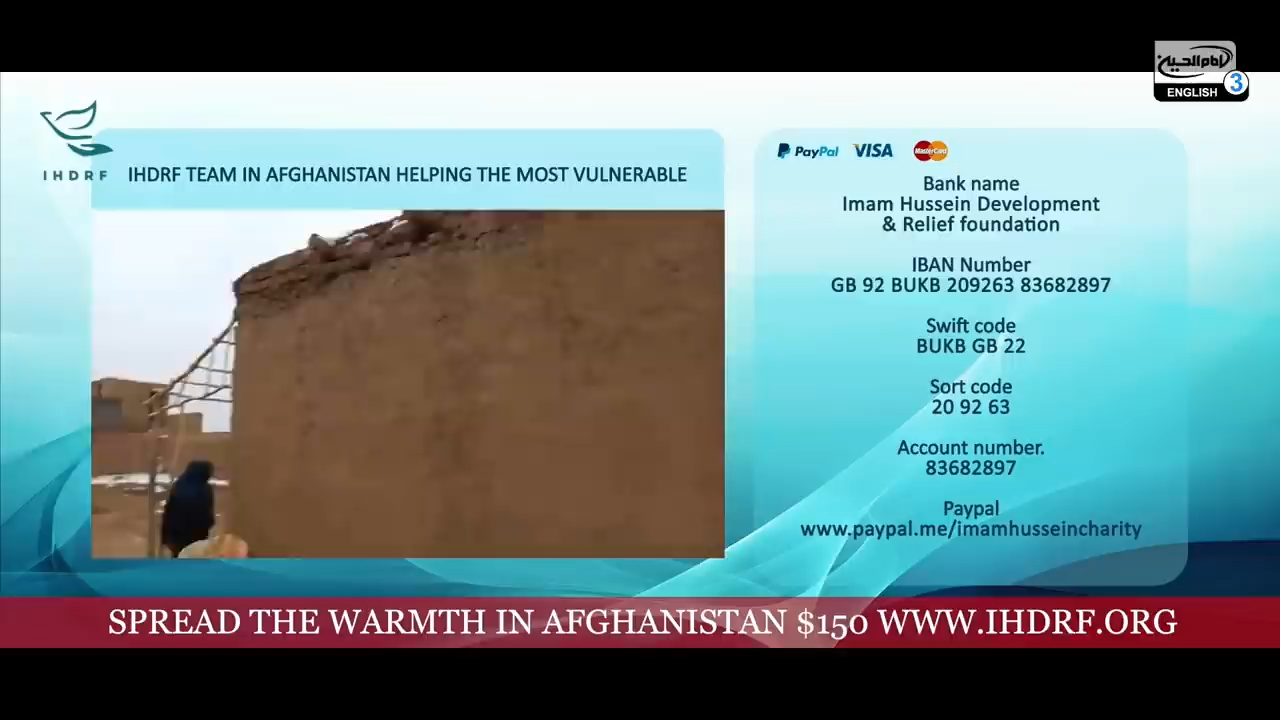 امام الحسين
ENGLISH 3
IHDRF
IHDRF TEAM IN AFGHANISTAN HELPING THE MOST VULNERABLE
PayPal VISA MasterCard
Bank name
Imam Hussein Development
& Relief foundation
IBAN Number
GB 92 BUKB 209263 83682897
Swift code
BUKB GB 22
Sort code
20 92 63
Account number.
83682897
Paypal
www.paypal.me/imamhusseincharity
SPREAD THE WARMTH IN AFGHANISTAN $150 WWW.IHDRF.ORG